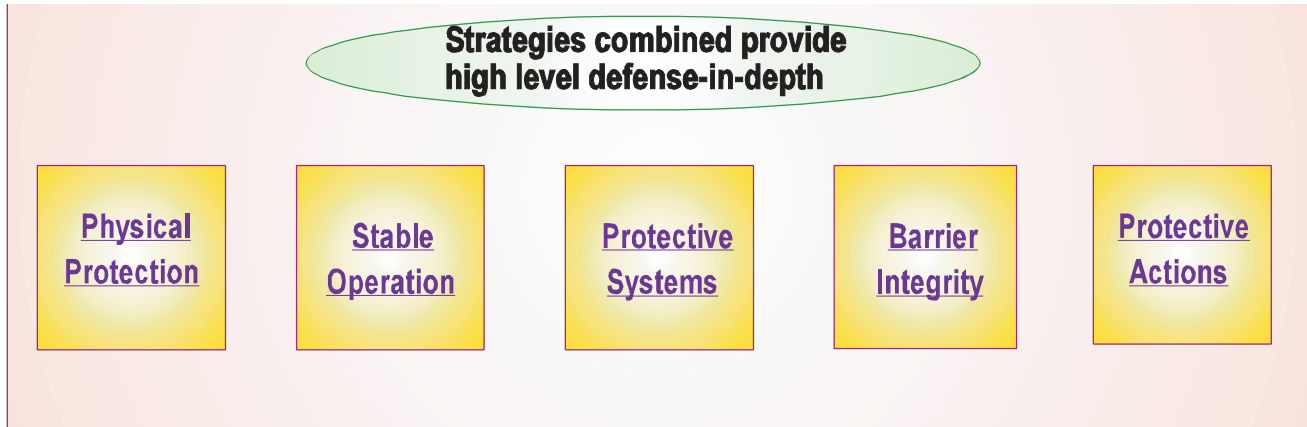 Strategies combined provide
high level defense-in-depth
Physical
Protection
Stable
Operation
Protective
Systems
Barrier
Integrity
Protective
Actions